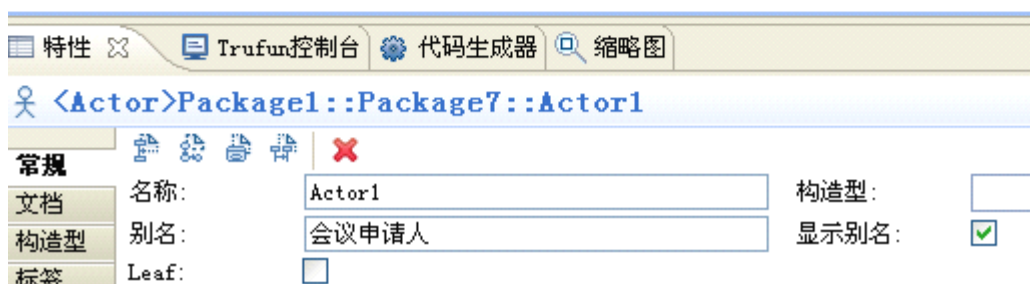 特性 Trufun控制台 代码生成器 缩略图
<Actor>Package1::Package7::Actor1
常规
名称: Actor1 构造型:
文档
别名: 会议申请人 显示别名:
构造型
Leaf:
标签